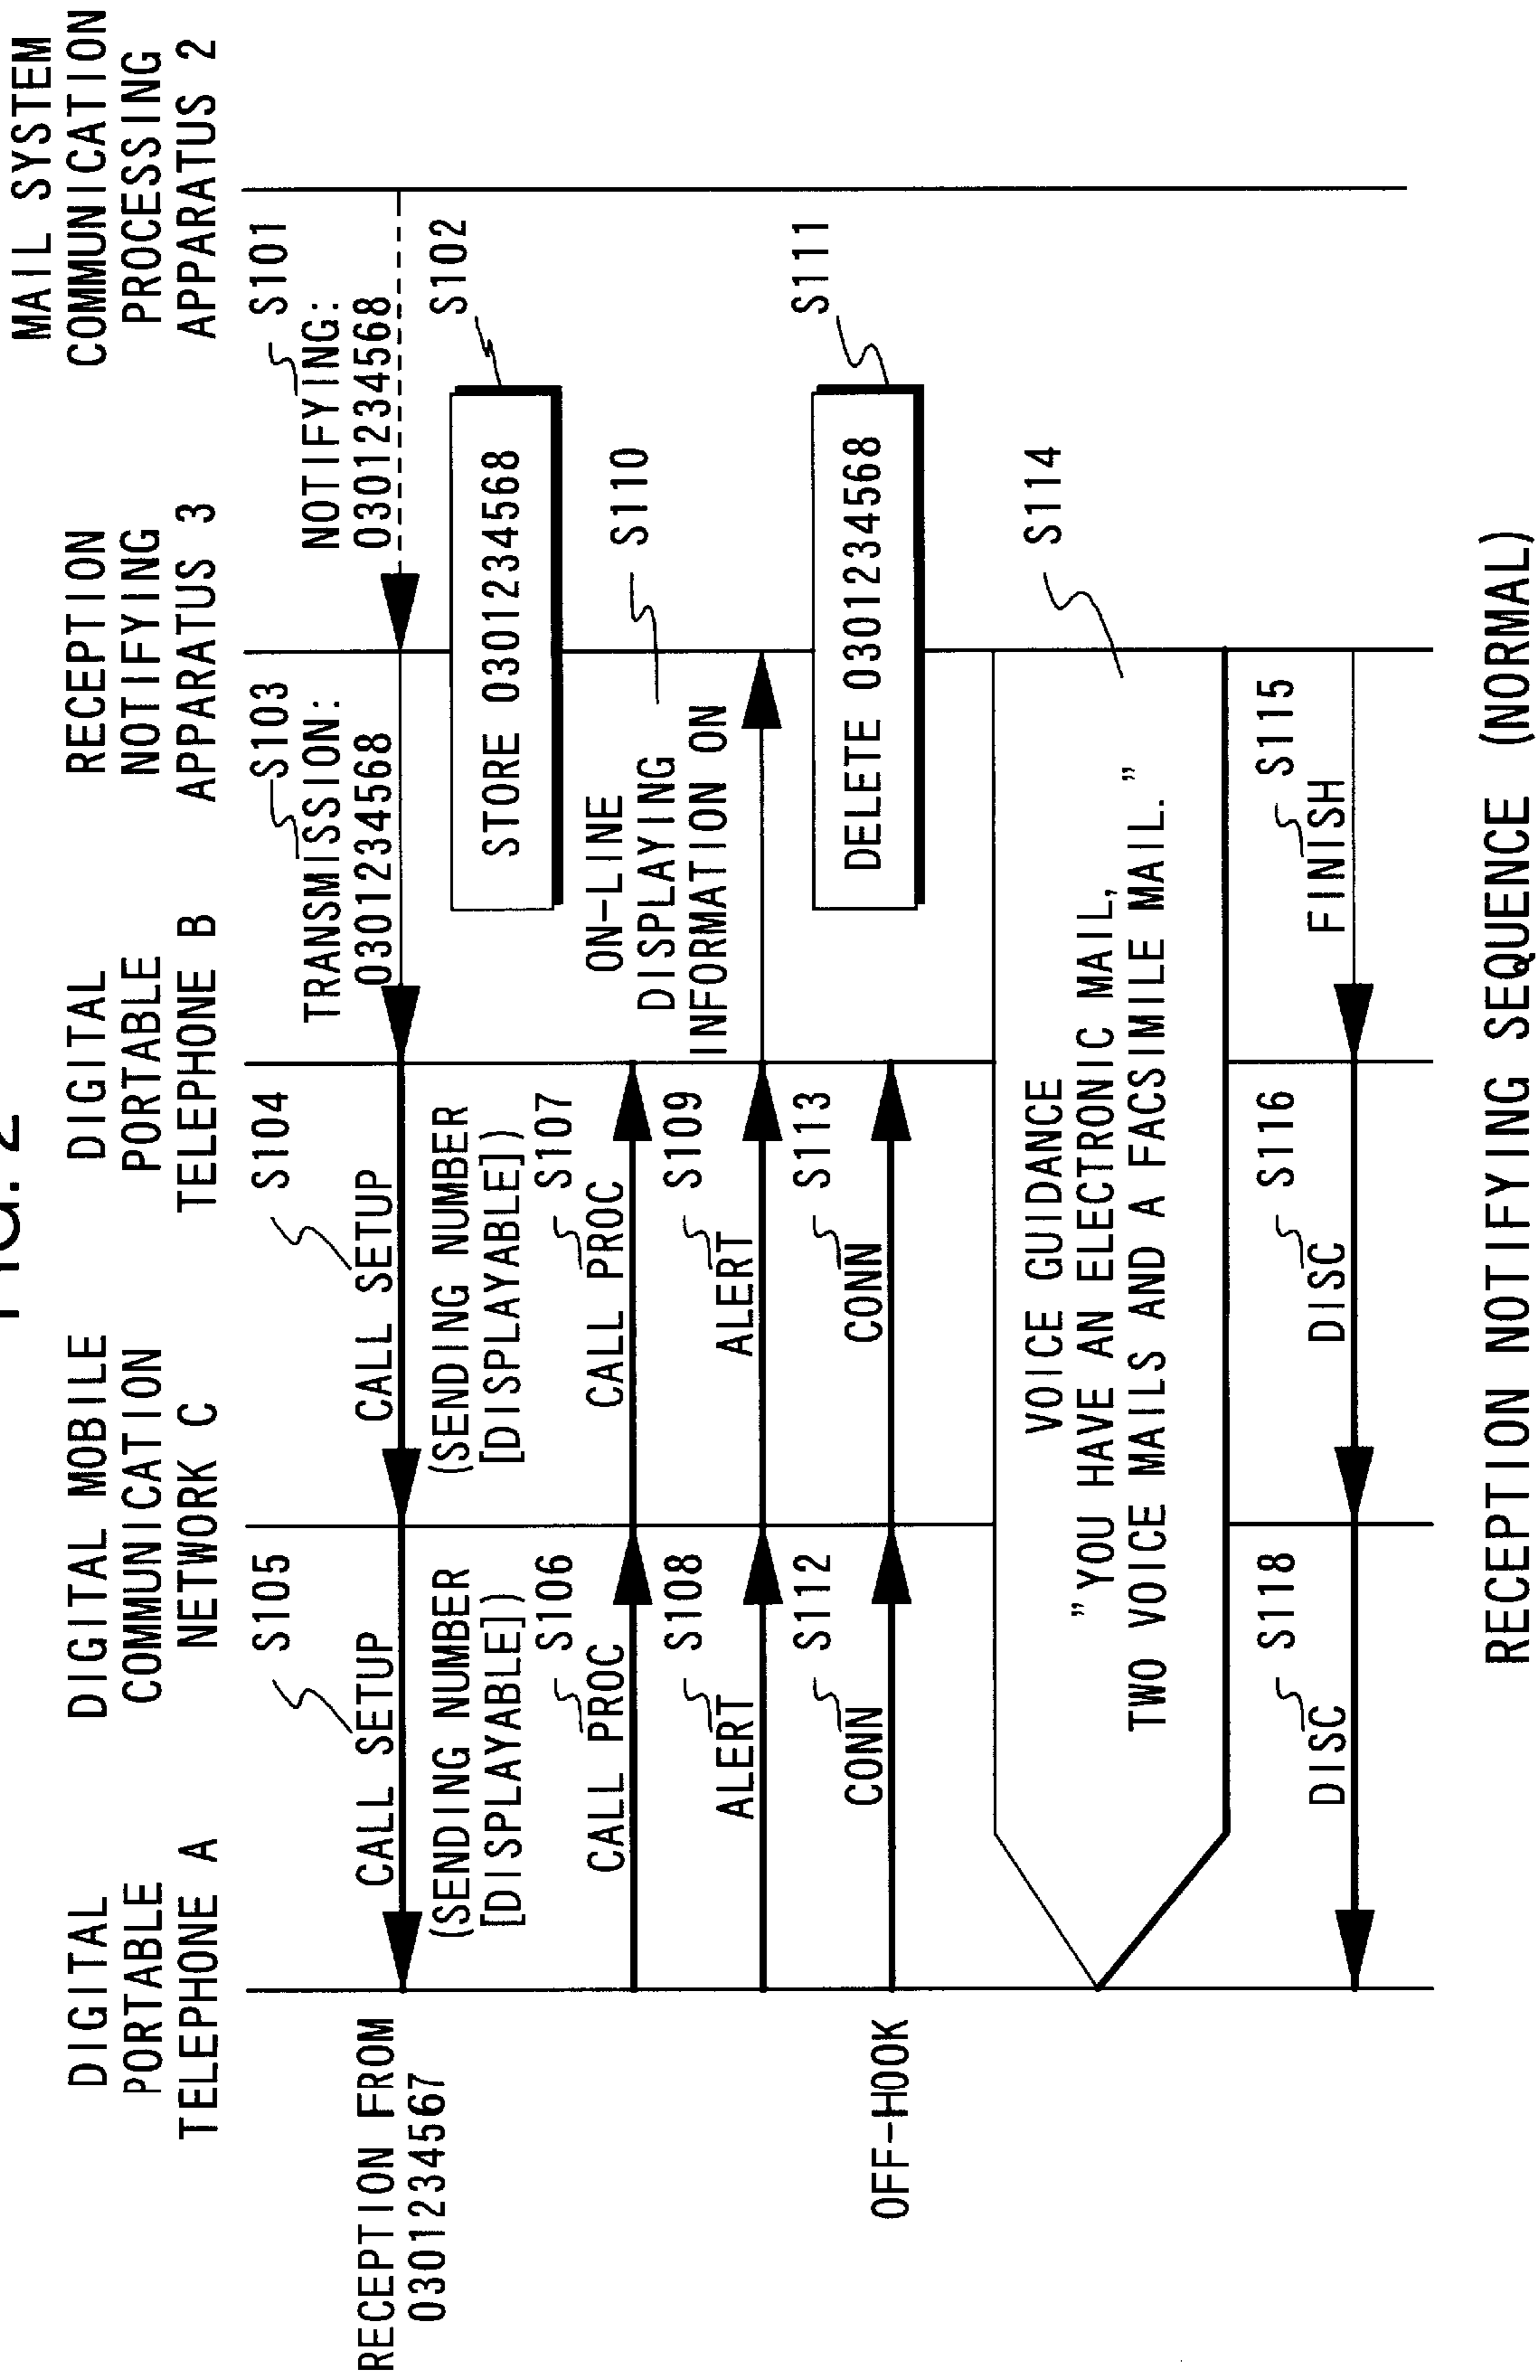 FIG. 2
DIGITAL
PORTABLE
TELEPHONE A
DIGITAL MOBILE
COMMUNICATION
NETWORK C
DIGITAL
PORTABLE
TELEPHONE B
RECEPTION
NOTIFYING
APPARATUS 3
MAIL SYSTEM
COMMUNICATION
PROCESSING
APPARATUS 2
S101
NOTIFYING:
0301234568
S102
STORE 0301234568
S103
TRANSMISSION:
0301234568
S104
CALL SETUP
(SENDING NUMBER
[DISPLAYABLE])
S105
CALL SETUP
(SENDING NUMBER
[DISPLAYABLE])
RECEPTION FROM
0301234567
S106
CALL PROC
S107
CALL PROC
S108
ALERT
S109
ALERT
ON-LINE
DISPLAYING
INFORMATION ON
S110
S111
DELETE 0301234568
OFF-HOOK
S112
CONN
S113
CONN
S114
VOICE GUIDANCE
" YOU HAVE AN ELECTRONIC MAIL,
TWO VOICE MAILS AND A FACSIMILE MAIL. "
S115
FINISH
S116
DISC
S118
DISC
RECEPTION NOTIFYING SEQUENCE (NORMAL)